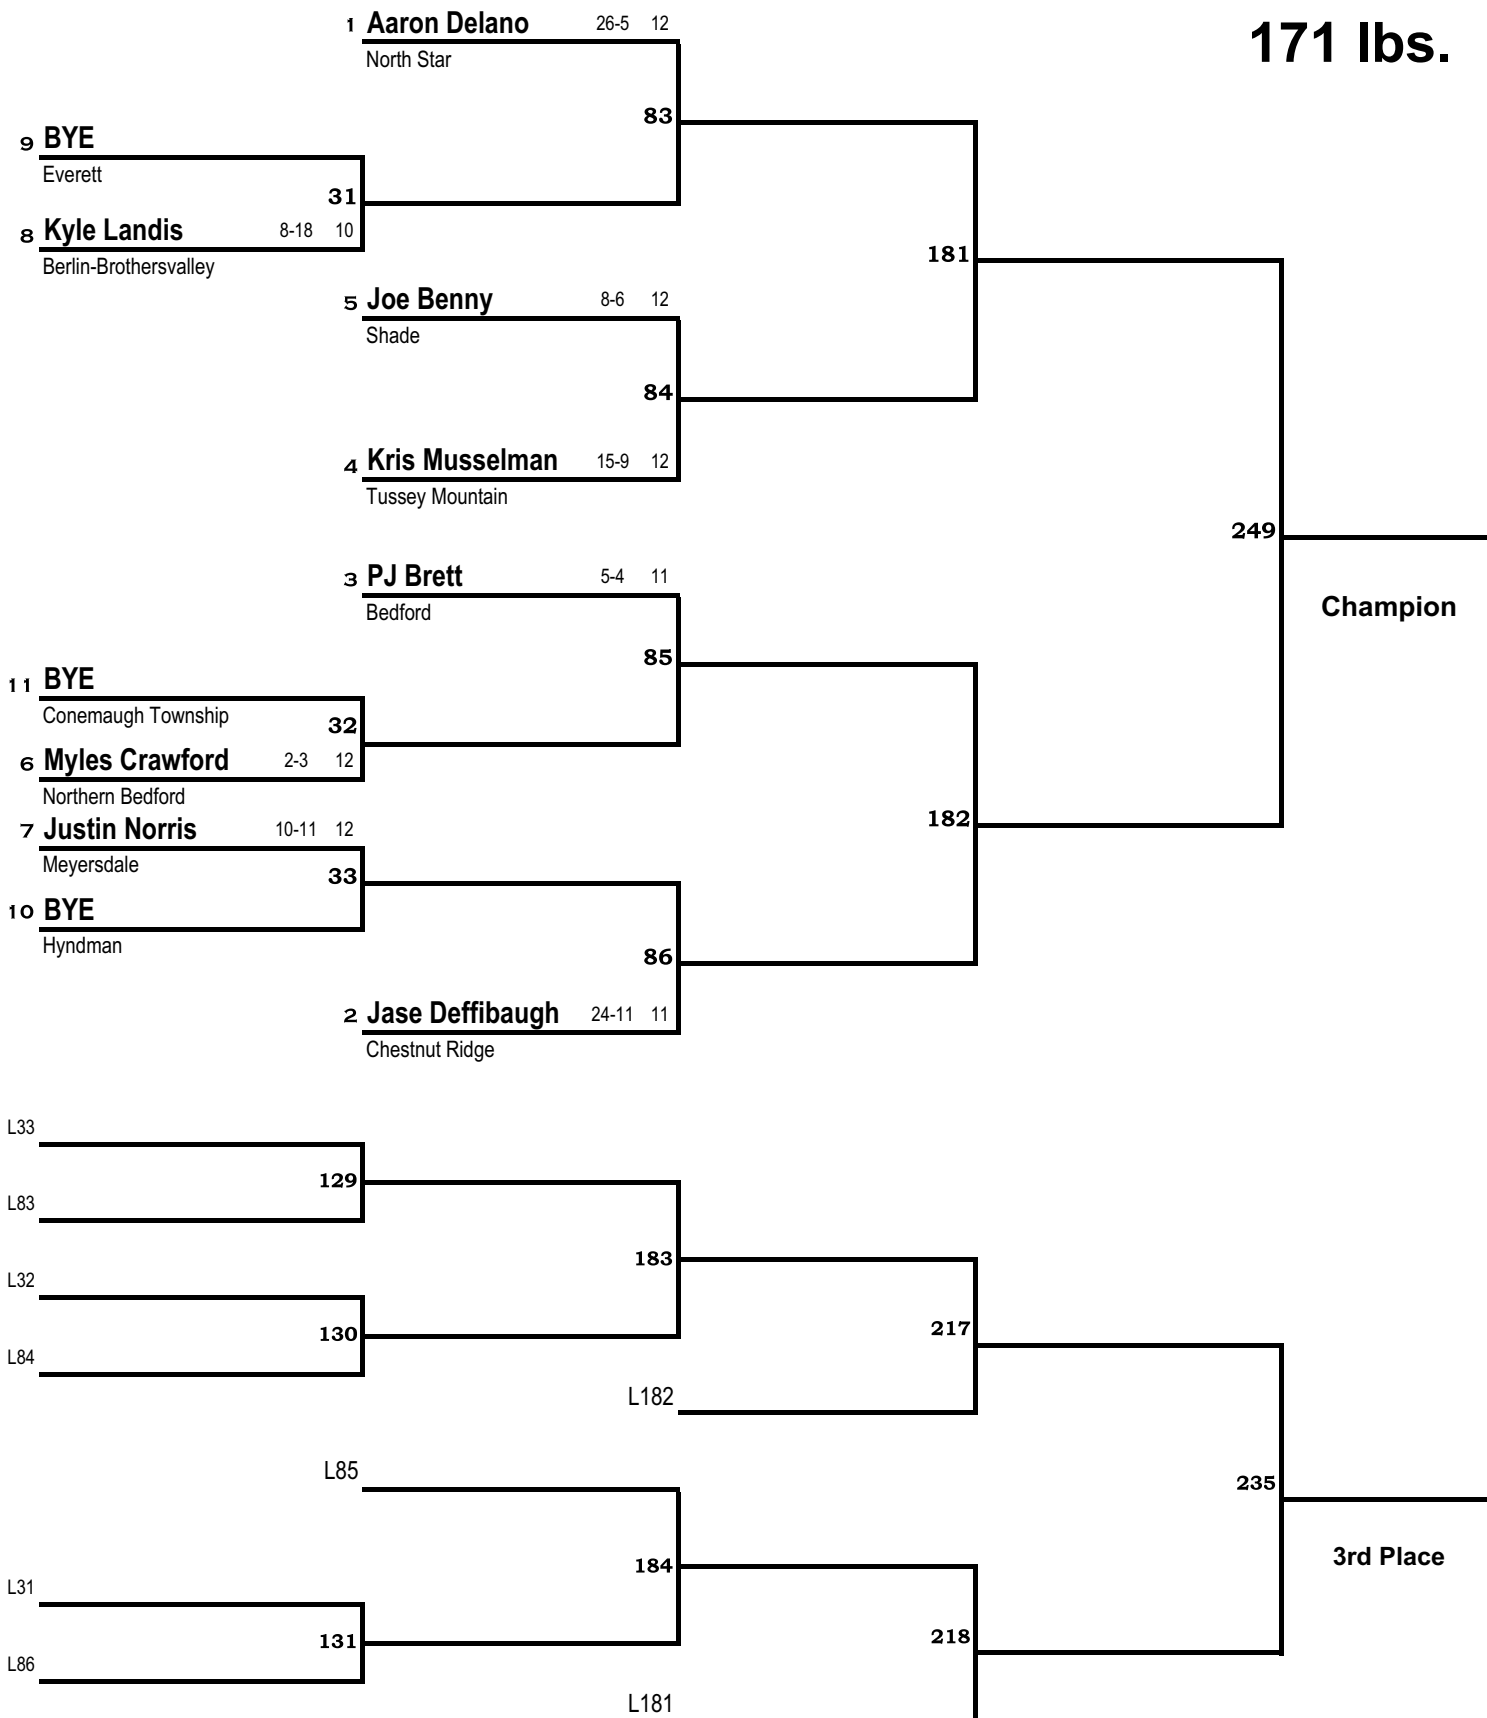 171 lbs.
1 Aaron Delano 26-5 12
North Star
83
9 BYE
Everett
31
8 Kyle Landis 8-18 10
Berlin-Brothersvalley
181
5 Joe Benny 8-6 12
Shade
84
4 Kris Musselman 15-9 12
Tussey Mountain
249
Champion
3 PJ Brett 5-4 11
Bedford
85
11 BYE
Conemaugh Township
32
6 Myles Crawford 2-3 12
Northern Bedford
182
7 Justin Norris 10-11 12
Meyersdale
33
10 BYE
Hyndman
86
2 Jase Deffibaugh 24-11 11
Chestnut Ridge
L33
129
L83
183
L32
130
L84
217
L182
L85
235
3rd Place
184
L31
131
L86
218
L181